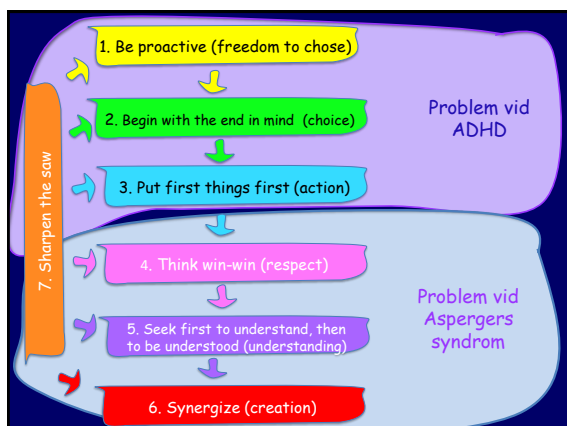 1. Be proactive (freedom to chose)
2. Begin with the end in mind (choice)
Problem vid
ADHD
3. Put first things first (action)
7. Sharpen the saw
4. Think win-win (respect)
Problem vid
Aspergers
syndrom
5. Seek first to understand, then
to be understood (understanding)
6. Synergize (creation)